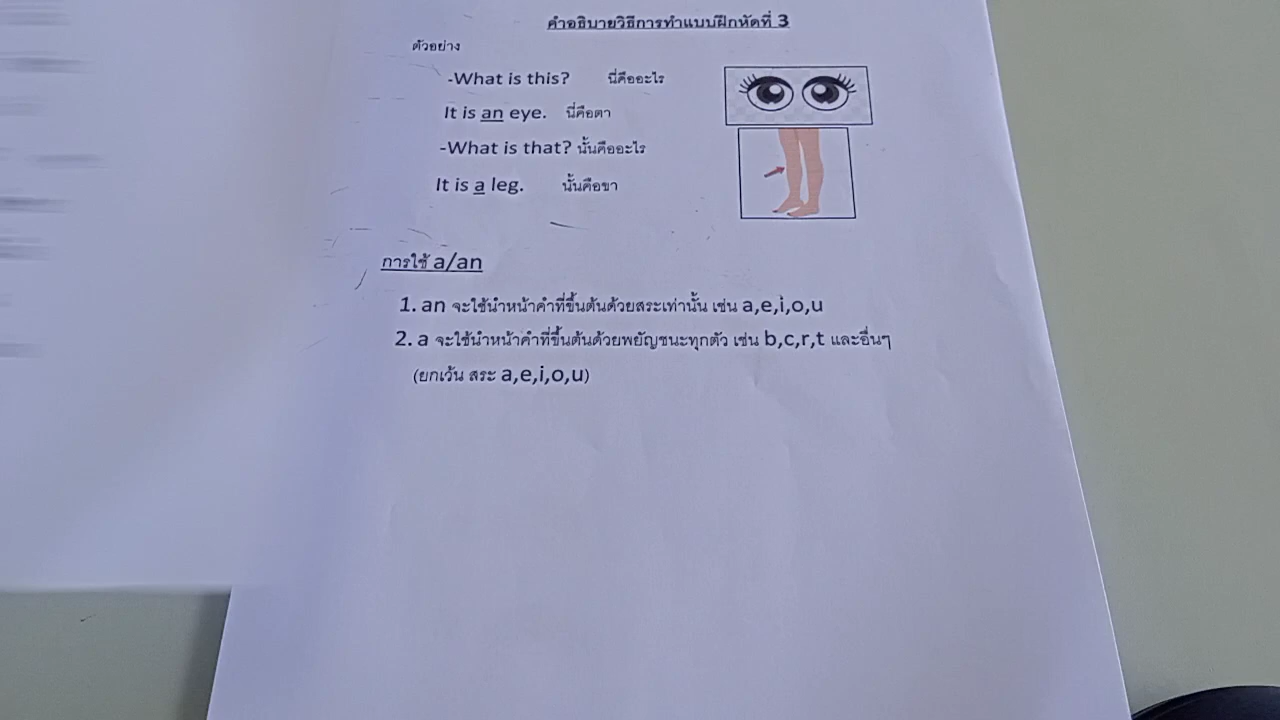 คำอธิบายวิธีการทำแบบฝึกหัดที่ 3
ตัวอย่าง
-What is this? นี่คืออะไร
It is an eye. นี่คือตา
-What is that? นั้นคืออะไร
It is a leg. นั้นคือขา
การใช้ a/an
1. an จะใช้นำหน้าคำที่ขึ้นต้นด้วยสระเท่านั้น เช่น a,e,i,o,u
2. a จะใช้นำหน้าคำที่ขึ้นต้นด้วยพยัญชนะทุกตัว เช่น b,c,r,t และอื่นๆ
(ยกเว้น สระ a,e,i,o,u)